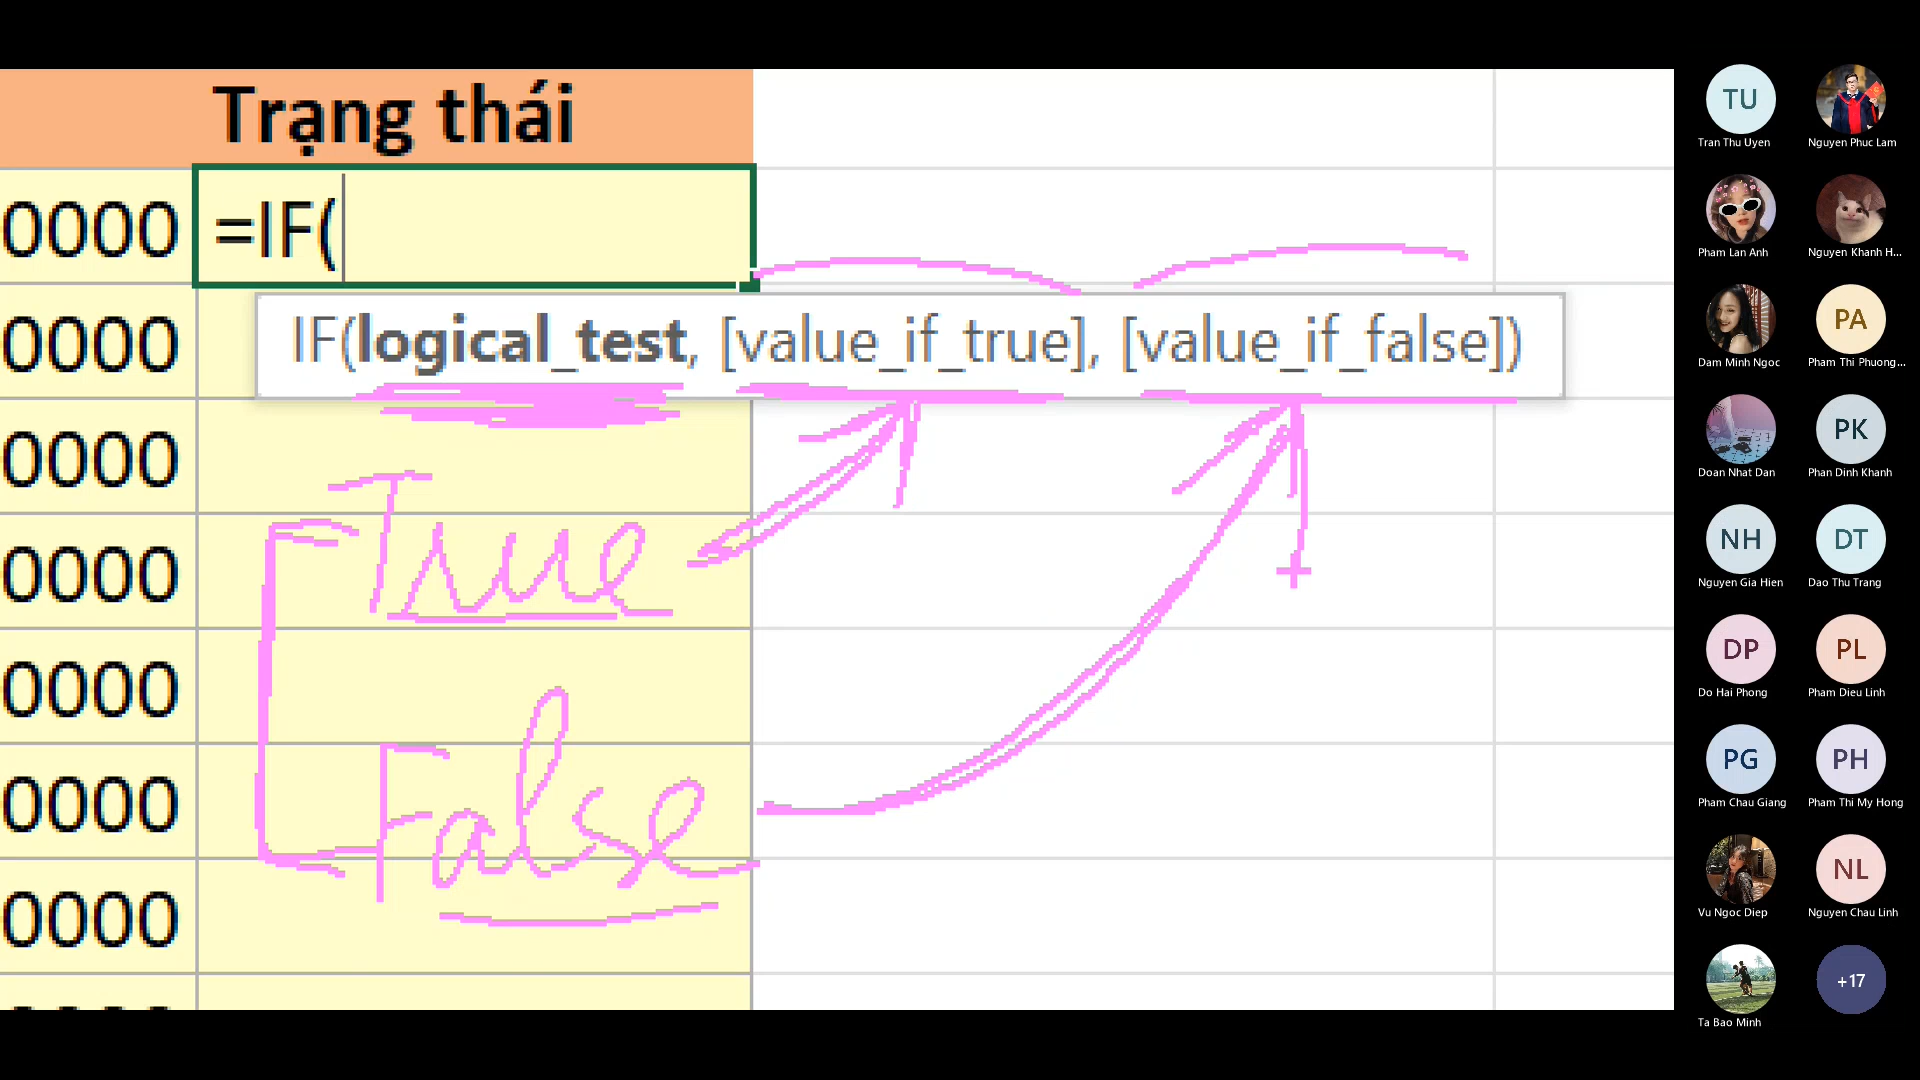 Trạng thái
0000
=IF(
IF(logical_test, [value_if_true], [value_if_false])
0000
0000
True
0000
0000
False
0000
0000
TU
Tran Thu Uyen
Nguyen Phuc Lam
Pham Lan Anh
Nguyen Khanh H...
Dam Minh Ngoc
PA
Pham Thi Phuong...
Doan Nhat Dan
PK
Phan Dinh Khanh
NH
Nguyen Gia Hien
DT
Dao Thu Trang
DP
Do Hai Phong
PL
Pham Dieu Linh
PG
Pham Chau Giang
PH
Pham Thi My Hong
Vu Ngoc Diep
NL
Nguyen Chau Linh
Ta Bao Minh
+17